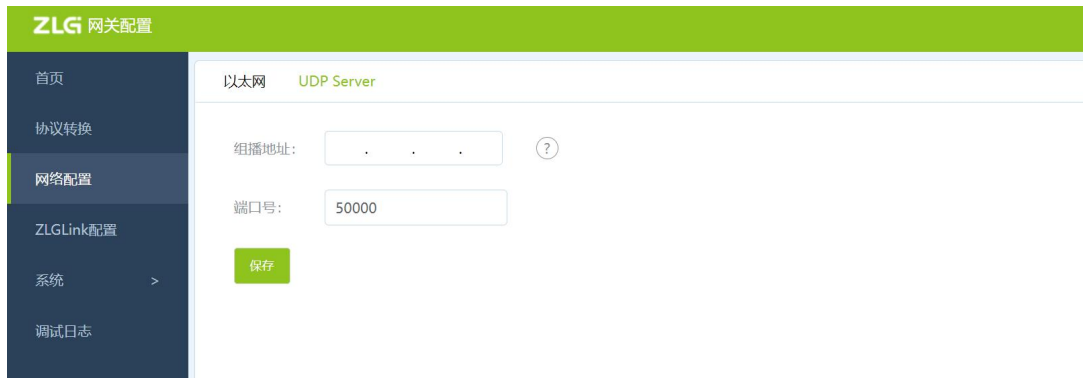 ZLG 网关配置
首页
协议转换
网络配置
ZLGLink配置
系统 >
调试日志
以太网 UDP Server
组播地址: . . . ?
端口号: 50000
保存